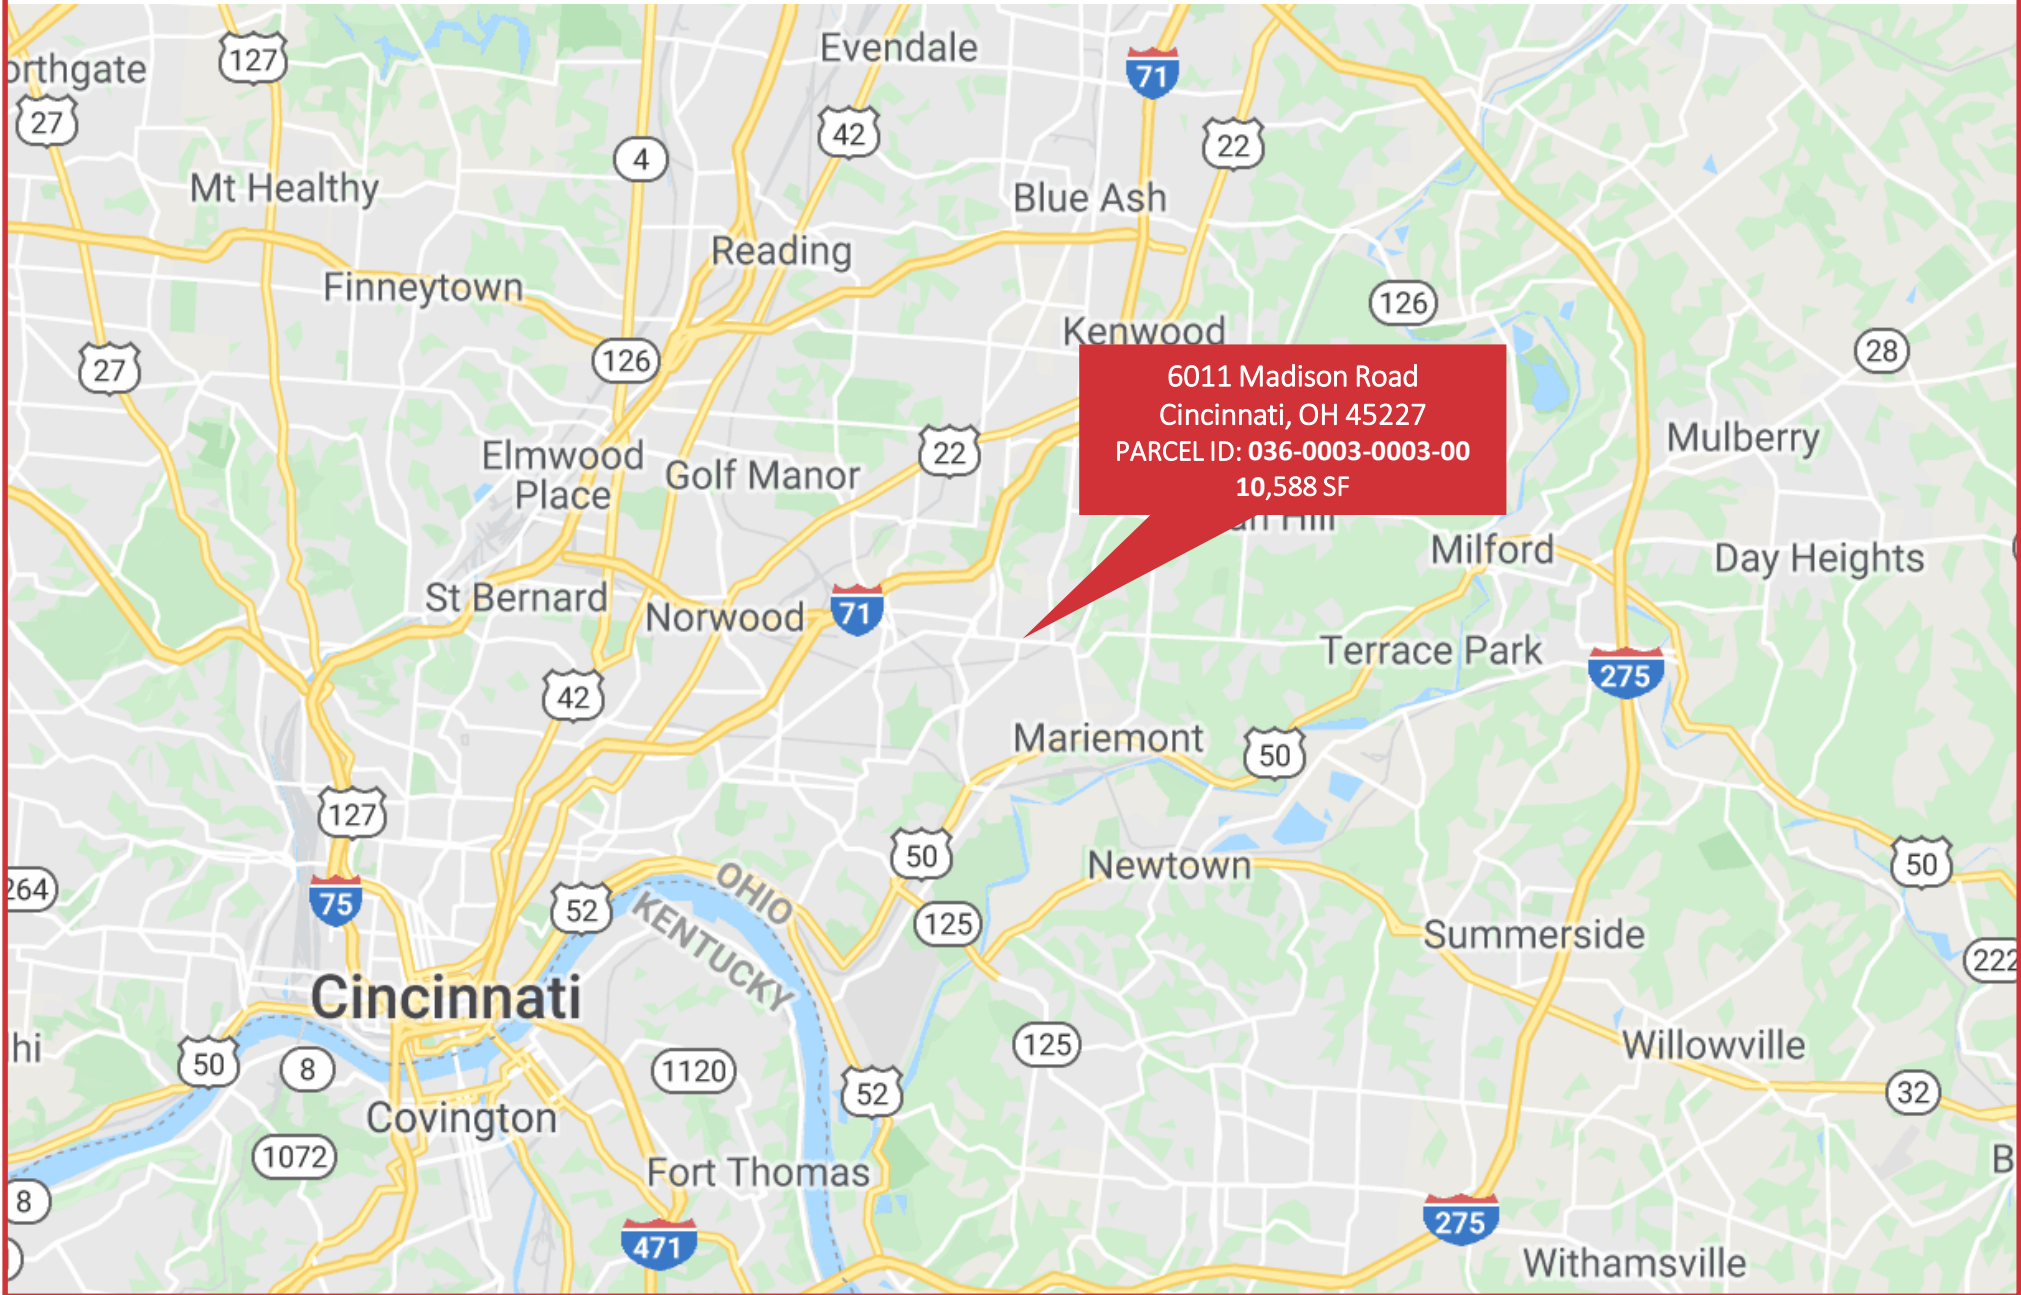 Evendale
127
71
orthgate
27
42
22
4
Mt Healthy
Blue Ash
Reading
Finneytown
126
Kenwood
126
28
27
6011 Madison Road
Cincinnati, OH 45227
PARCEL ID: 036-0003-0003-00
10,588 SF
Mulberry
Elmwood
Place
22
Golf Manor
an Hill
Milford
Day Heights
St Bernard
Norwood
71
Terrace Park
275
42
Mariemont
50
127
50
Newtown
50
264
75
52
OHIO
KENTUCKY
125
Summerside
222
Cincinnati
hi
50
8
1120
125
Willowville
52
32
Covington
1072
Fort Thomas
B
8
275
471
Withamsville